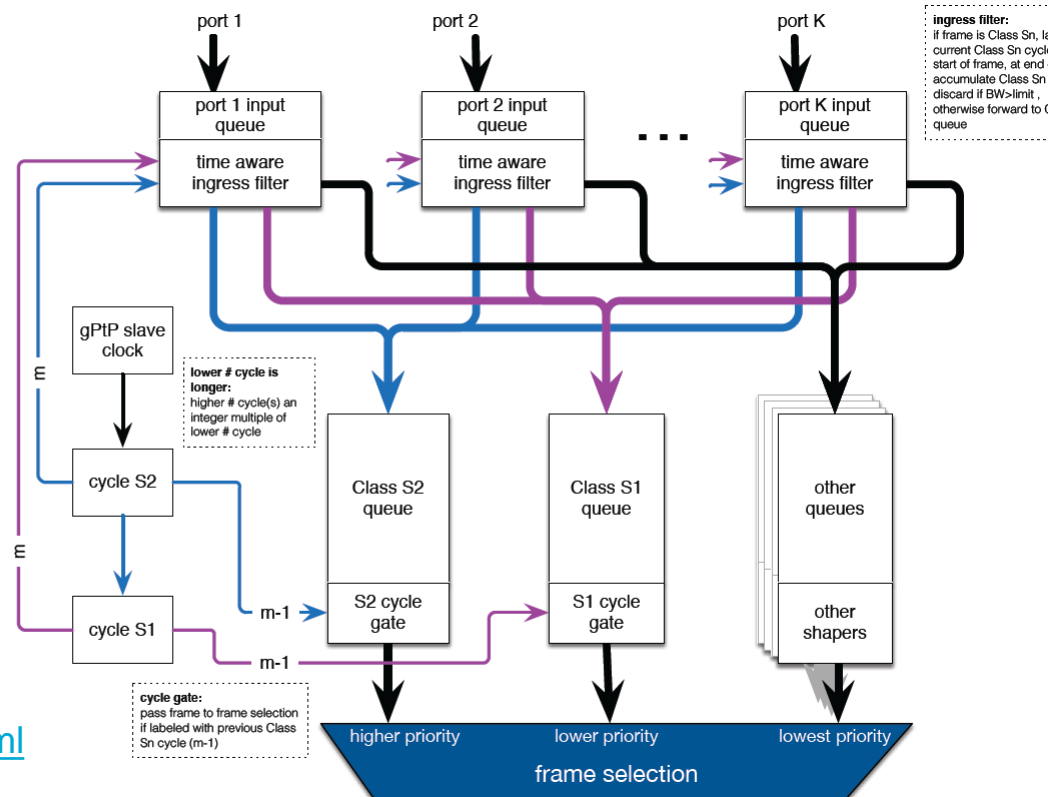 port 1
port 2
port K
ingress filter:
if frame is Class Sn,
current Class Sn
start of frame, at end
accumulate Class Sn
discard if BW>limit ,
otherwise forward to
queue
port 1 input
queue
time aware
ingress filter
port 2 input
queue
time aware
ingress filter
...
port K input
queue
time aware
ingress filter
gPtP slave
clock
m
lower # cycle is
longer:
higher # cycle(s) an
integer multiple of
lower # cycle
cycle S2
Class S2
queue
Class S1
queue
other
queues
m
cycle S1
m-1
S2 cycle
gate
S1 cycle
gate
other
shapers
m-1
cycle gate:
pass frame to frame selection
if labeled with previous Class
Sn cycle (m-1)
ml
higher priority
lower priority
lowest priority
frame selection